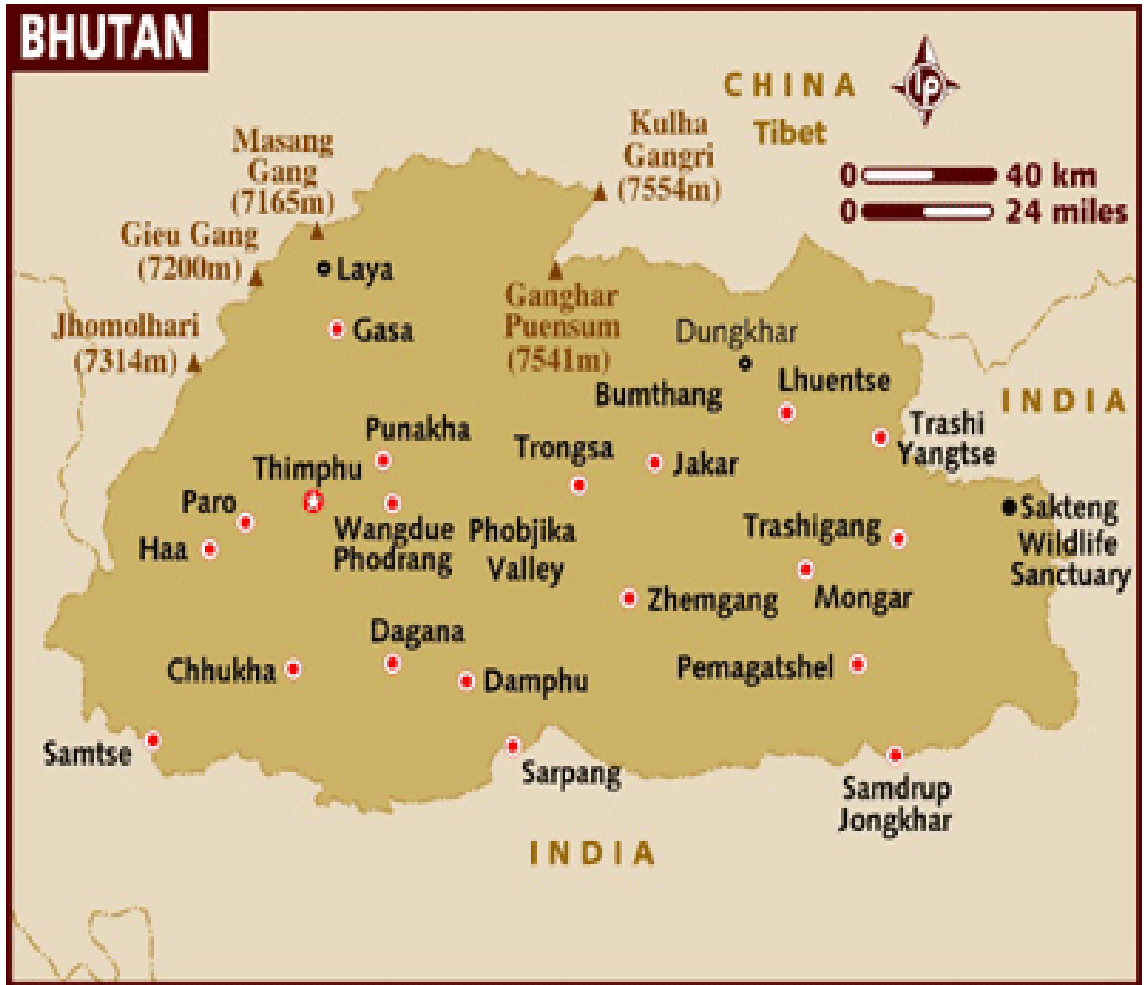 BHUTAN
CHINA
Tibet
lp
0 40 km
0 24 miles
Kulha
Gangri
(7554m)
Masang
Gang
(7165m)
Gieu Gang
(7200m)
Laya
Jhomolhari
(7314m)
Gasa
Ganghar
Puensum
(7541m)
Dungkhar
Bumthang
Lhuentse
INDIA
Punakha
Trongsa
Jakar
Trashi
Yangtse
Thimphu
Paro
Haa
Wangdue
Phodrang
Phobjika
Valley
Trashigang
Sakteng
Wildlife
Sanctuary
Zhemgang
Mongar
Dagana
Chhukha
Damphu
Pemagatshel
Samtse
Sarpang
Samdrup
Jongkhar
INDIA